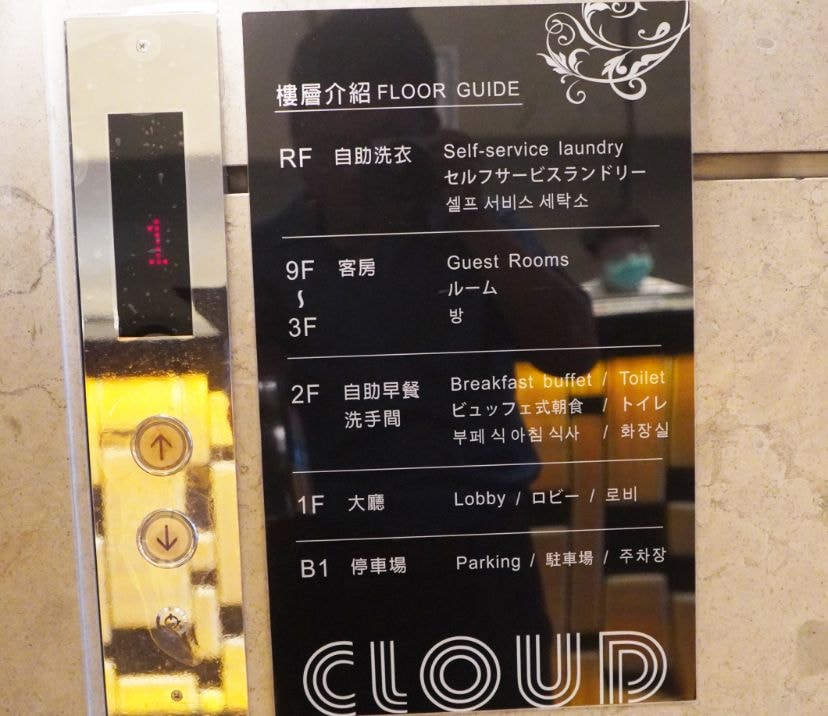 1
樓層介紹 FLOOR GUIDE
RF 自助洗衣 Self-service laundry
セルフサービスランドリー
셀프 서비스 세탁소
9F 客房 Guest Rooms
~ ルーム
3F 방
2F 自助早餐 Breakfast buffet / Toilet
洗手間 ビュッフェ式朝食 / トイレ
부페 식 아침 식사 / 화장실
1F 大廳 Lobby / ロビー / 로비
B1 停車場 Parking / 駐車場 / 주차장
CLOUD